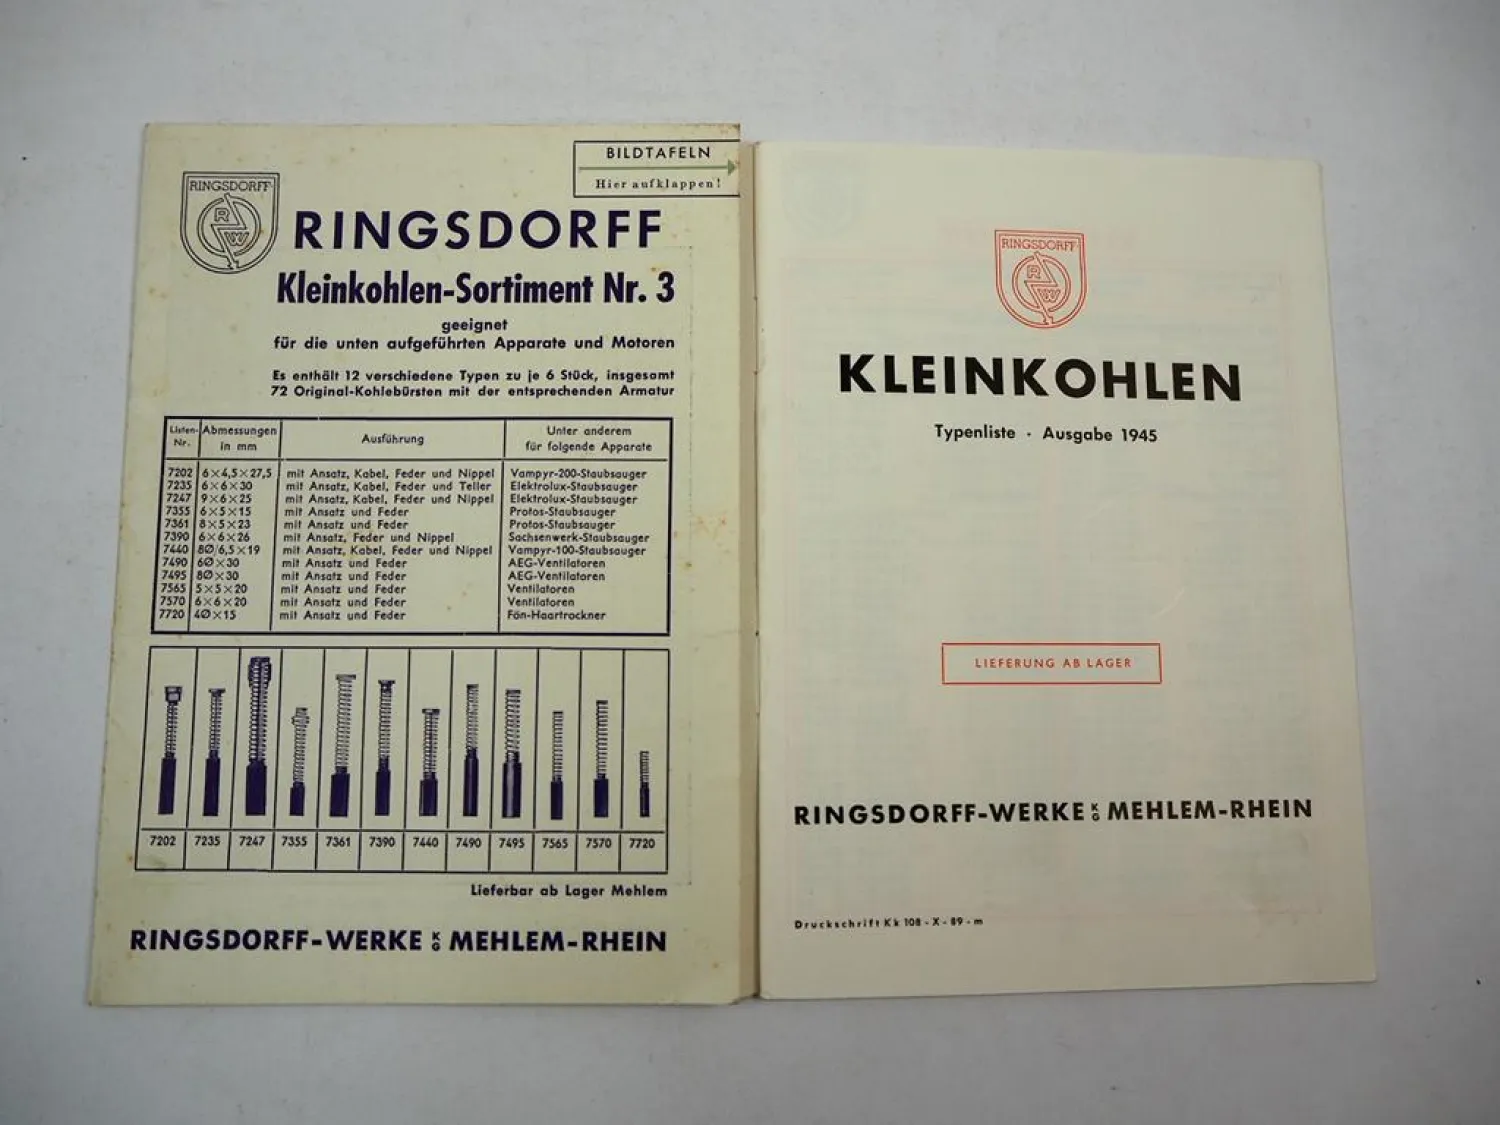 BILDTAFELN
Hier aufklappen!
RINGSDORFF
R
W
RINGSDORFF
Kleinkohlen-Sortiment Nr. 3
geeignet
für die unten aufgeführten Apparate und Motoren
Es enthält 12 verschiedene Typen zu je 6 Stück, insgesamt
72 Original-Kohlebürsten mit der entsprechenden Armatur
Listen-Nr. Abmessungen in mm Ausführung Unter anderem für folgende Apparate
7202 6×4,5×27,5 mit Ansatz, Kabel, Feder und Nippel Vampyr-200-Staubsauger
7235 6×6×30 mit Ansatz, Kabel, Feder und Teller Elektrolux-Staubsauger
7247 9×6×25 mit Ansatz, Kabel, Feder und Nippel Elektrolux-Staubsauger
7355 6×5×15 mit Ansatz und Feder Protos-Staubsauger
7361 8×5×23 mit Ansatz und Feder Protos-Staubsauger
7390 6×6×26 mit Ansatz, Feder und Nippel Sachsenwerk-Staubsauger
7440 8Ø/6,5×19 mit Ansatz, Kabel, Feder und Nippel Vampyr-100-Staubsauger
7490 6Ø×30 mit Ansatz und Feder AEG-Ventilatoren
7495 8Ø×30 mit Ansatz und Feder AEG-Ventilatoren
7565 5×5×20 mit Ansatz und Feder Ventilatoren
7570 6×6×20 mit Ansatz und Feder Ventilatoren
7720 4Ø×15 mit Ansatz und Feder Fön-Haartrockner
7202 7235 7247 7355 7361 7390 7440 7490 7495 7565 7570 7720
Lieferbar ab Lager Mehlem
RINGSDORFF-WERKE KG MEHLEM-RHEIN
RINGSDORFF
R
W
KLEINKOHLEN
Typenliste · Ausgabe 1945
LIEFERUNG AB LAGER
RINGSDORFF-WERKE KG MEHLEM-RHEIN
Druckschrift Kk 108 - X - 89 - m